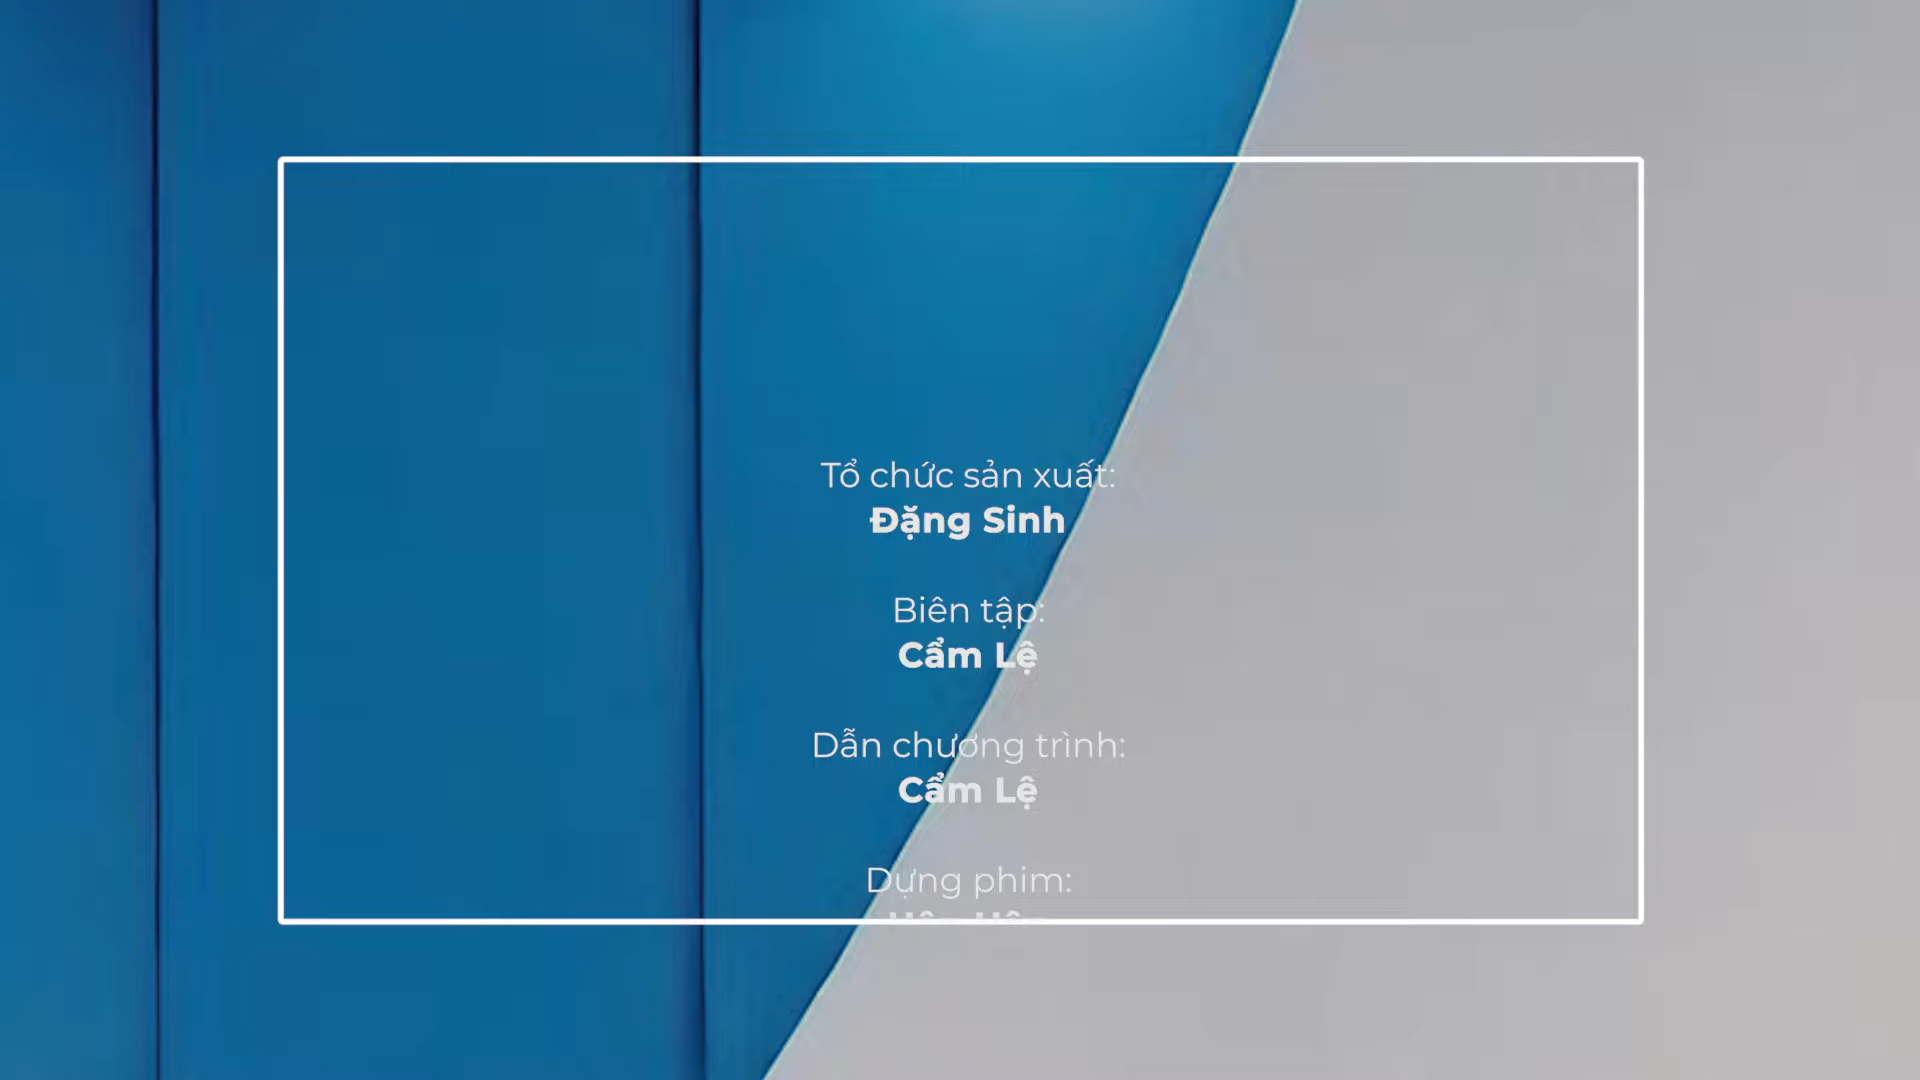 Tổ chức sản xuất:
Đặng Sinh
Biên tập:
Cẩm Lệ
Dẫn chương trình:
Cẩm Lệ
Dựng phim: